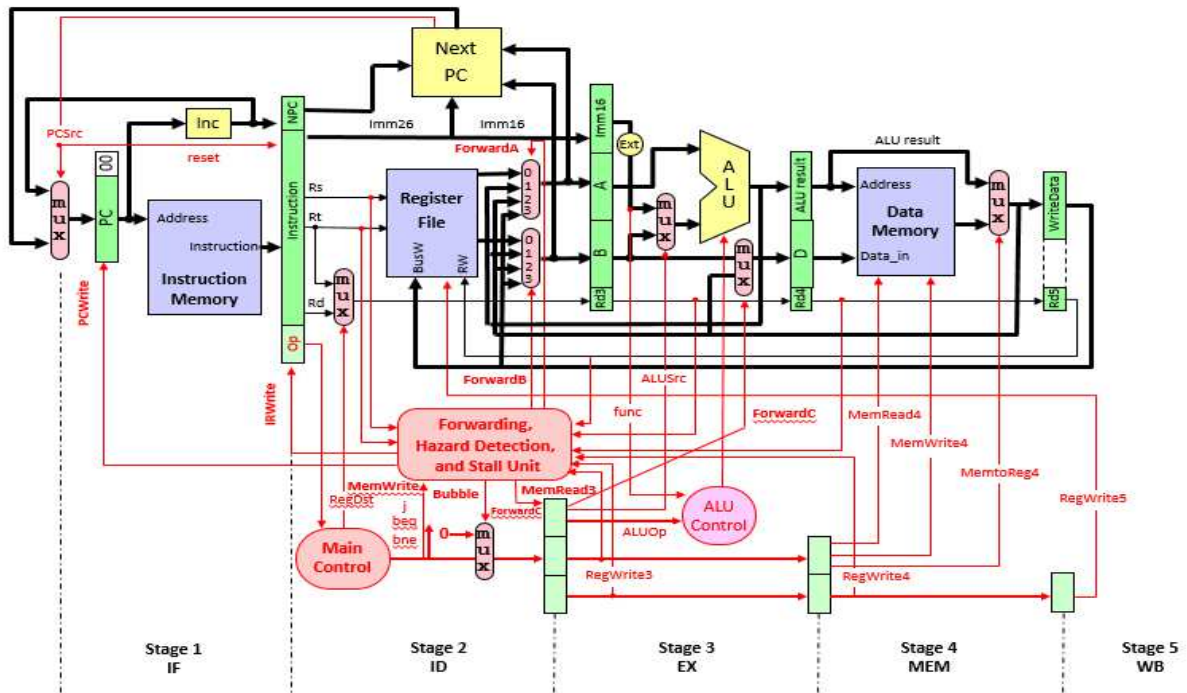 Next
PC
Inc
NPC
Imm26
Imm16
Imm 16
PCSrc
reset
ForwardA
Ext
ALU
ALU result
ALU result
00
PC
mux
Address
Instruction
Instruction
Memory
Instruction
Rs
Rt
Rd
Op
mux
Register
File
BusW
RW
0
1
2
3
0
1
2
3
A
B
Rd3
mux
mux
D
Rd4
Address
Data
Memory
Data_in
mux
WriteData
Rd5
PCWrite
IRWrite
ForwardB
ALUSrc
func
ForwardC
MemRead4
MemWrite4
MemtoReg4
RegWrite5
Forwarding,
Hazard Detection,
and Stall Unit
RegDst
MemWrite
Bubble
MemRead3
ForwardC
j
beq
bne
0
mux
Main
Control
ALUOp
ALU
Control
RegWrite3
RegWrite4
Stage 1
IF
Stage 2
ID
Stage 3
EX
Stage 4
MEM
Stage 5
WB